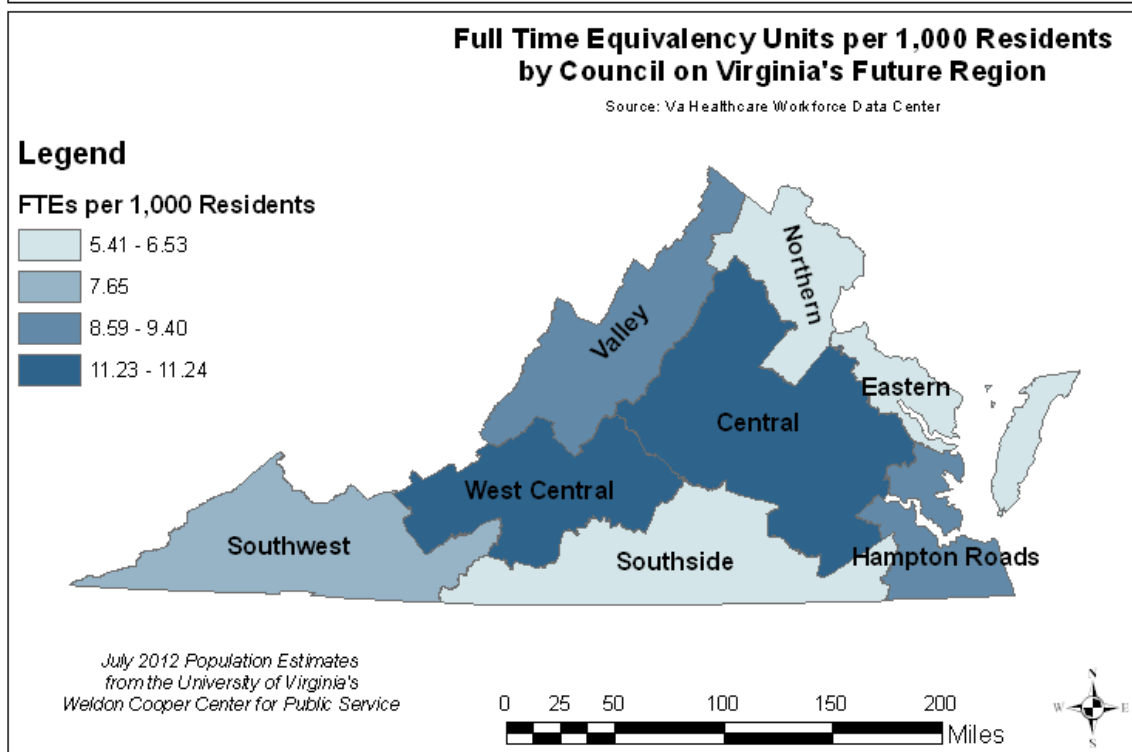 Full Time Equivalency Units per 1,000 Residents
by Council on Virginia's Future Region
Source: Va Healthcare Workforce Data Center
Legend
FTEs per 1,000 Residents
5.41 - 6.53
7.65
8.59 - 9.40
11.23 - 11.24
Northern
Valley
Eastern
Central
West Central
Southwest
Southside
Hampton Roads
July 2012 Population Estimates
from the University of Virginia's
Weldon Cooper Center for Public Service
0 25 50 100 150 200
Miles
N
W E
S